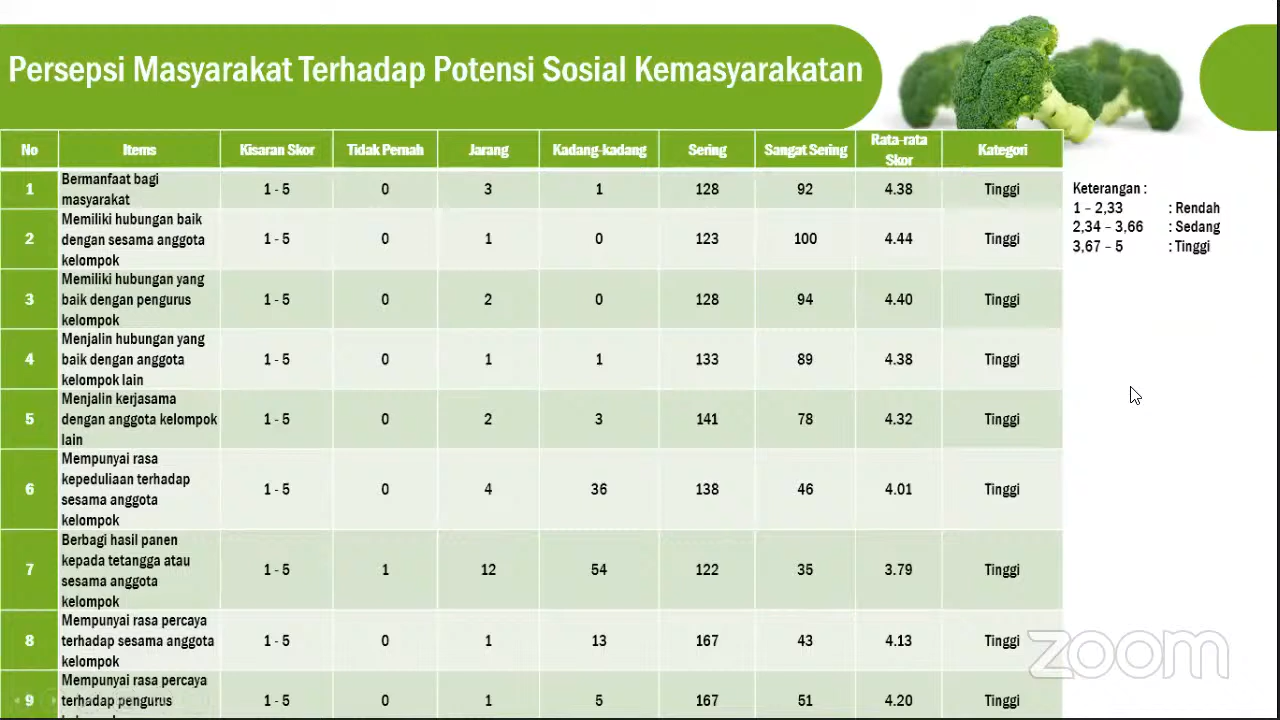 Persepsi Masyarakat Terhadap Potensi Sosial Kemasyarakatan
No Items Kisaran Skor Tidak Pernah Jarang Kadang-kadang Sering Sangat Sering Rata-rata Skor Kategori
1 Bermanfaat bagi masyarakat 1 - 5 0 3 1 128 92 4.38 Tinggi
2 Memiliki hubungan baik dengan sesama anggota kelompok 1 - 5 0 1 0 123 100 4.44 Tinggi
3 Memiliki hubungan yang baik dengan pengurus kelompok 1 - 5 0 2 0 128 94 4.40 Tinggi
4 Menjalin hubungan yang baik dengan anggota kelompok lain 1 - 5 0 1 1 133 89 4.38 Tinggi
5 Menjalin kerjasama dengan anggota kelompok lain 1 - 5 0 2 3 141 78 4.32 Tinggi
6 Mempunyai rasa kepeduliaan terhadap sesama anggota kelompok 1 - 5 0 4 36 138 46 4.01 Tinggi
7 Berbagi hasil panen kepada tetangga atau sesama anggota kelompok 1 - 5 1 12 54 122 35 3.79 Tinggi
8 Mempunyai rasa percaya terhadap sesama anggota kelompok 1 - 5 0 1 13 167 43 4.13 Tinggi
9 Mempunyai rasa percaya terhadap pengurus 1 - 5 0 1 5 167 51 4.20 Tinggi
Keterangan :
1 – 2,33 : Rendah
2,34 – 3,66 : Sedang
3,67 – 5 : Tinggi
zoom